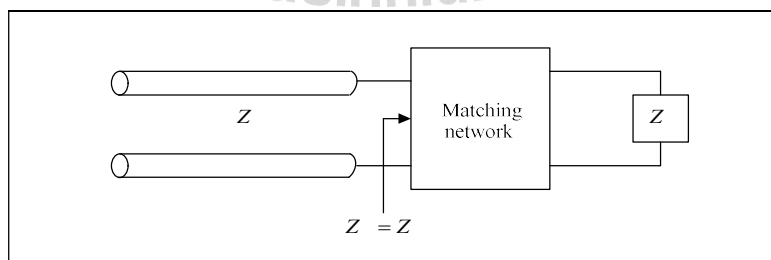 Z
Matching
network
Z
Z = Z